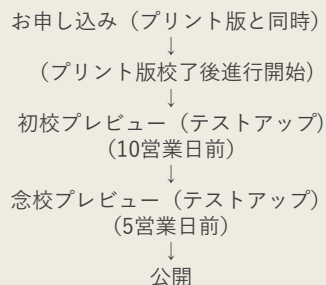 お申し込み（プリント版と同時）
↓
（プリント版校了後進行開始）
↓
初校プレビュー（テストアップ）
(10営業日前)
↓
念校プレビュー（テストアップ）
(5営業日前)
↓
公開